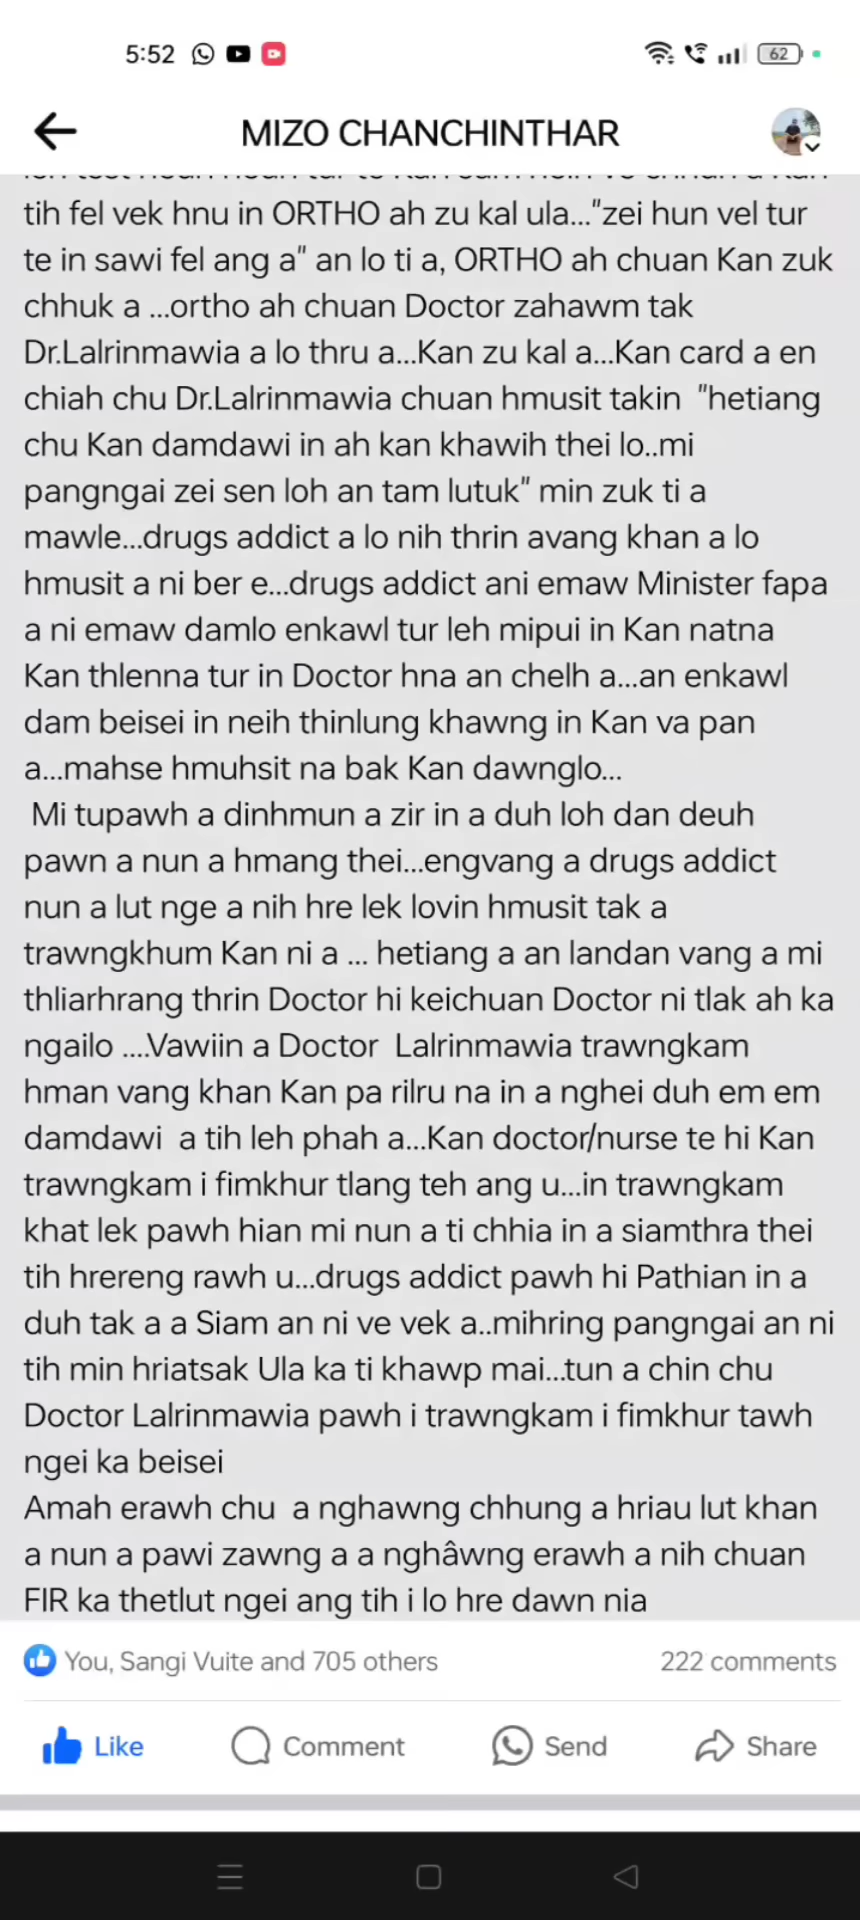 5:52
62
MIZO CHANCHINTHAR
tih fel vek hnu in ORTHO ah zu kal ula..."zei hun vel tur
te in sawi fel ang a" an lo ti a, ORTHO ah chuan Kan zuk
chhuk a ...ortho ah chuan Doctor zahawm tak
Dr.Lalrinmawia a lo thru a...Kan zu kal a...Kan card a en
chiah chu Dr.Lalrinmawia chuan hmusit takin "hetiang
chu Kan damdawi in ah kan khawih thei lo..mi
pangngai zei sen loh an tam lutuk" min zuk ti a
mawle...drugs addict a lo nih thrin avang khan a lo
hmusit a ni ber e...drugs addict ani emaw Minister fapa
a ni emaw damlo enkawl tur leh mipui in Kan natna
Kan thlenna tur in Doctor hna an chelh a...an enkawl
dam beisei in neih thinlung khawng in Kan va pan
a...mahse hmuhsit na bak Kan dawnglo...
Mi tupawh a dinhmun a zir in a duh loh dan deuh
pawn a nun a hmang thei...engvang a drugs addict
nun a lut nge a nih hre lek lovin hmusit tak a
trawngkhum Kan ni a ... hetiang a an landan vang a mi
thliarhrang thrin Doctor hi keichuan Doctor ni tlak ah ka
ngailo ....Vawiin a Doctor Lalrinmawia trawngkam
hman vang khan Kan pa rilru na in a nghei duh em em
damdawi a tih leh phah a...Kan doctor/nurse te hi Kan
trawngkam i fimkhur tlang teh ang u...in trawngkam
khat lek pawh hian mi nun a ti chhia in a siamthra thei
tih hrereng rawh u...drugs addict pawh hi Pathian in a
duh tak a a Siam an ni ve vek a..mihring pangngai an ni
tih min hriatsak Ula ka ti khawp mai...tun a chin chu
Doctor Lalrinmawia pawh i trawngkam i fimkhur tawh
ngei ka beisei
Amah erawh chu a nghawng chhung a hriau lut khan
a nun a pawi zawng a a nghâwng erawh a nih chuan
FIR ka thetlut ngei ang tih i lo hre dawn nia
You, Sangi Vuite and 705 others 222 comments
Like Comment Send Share